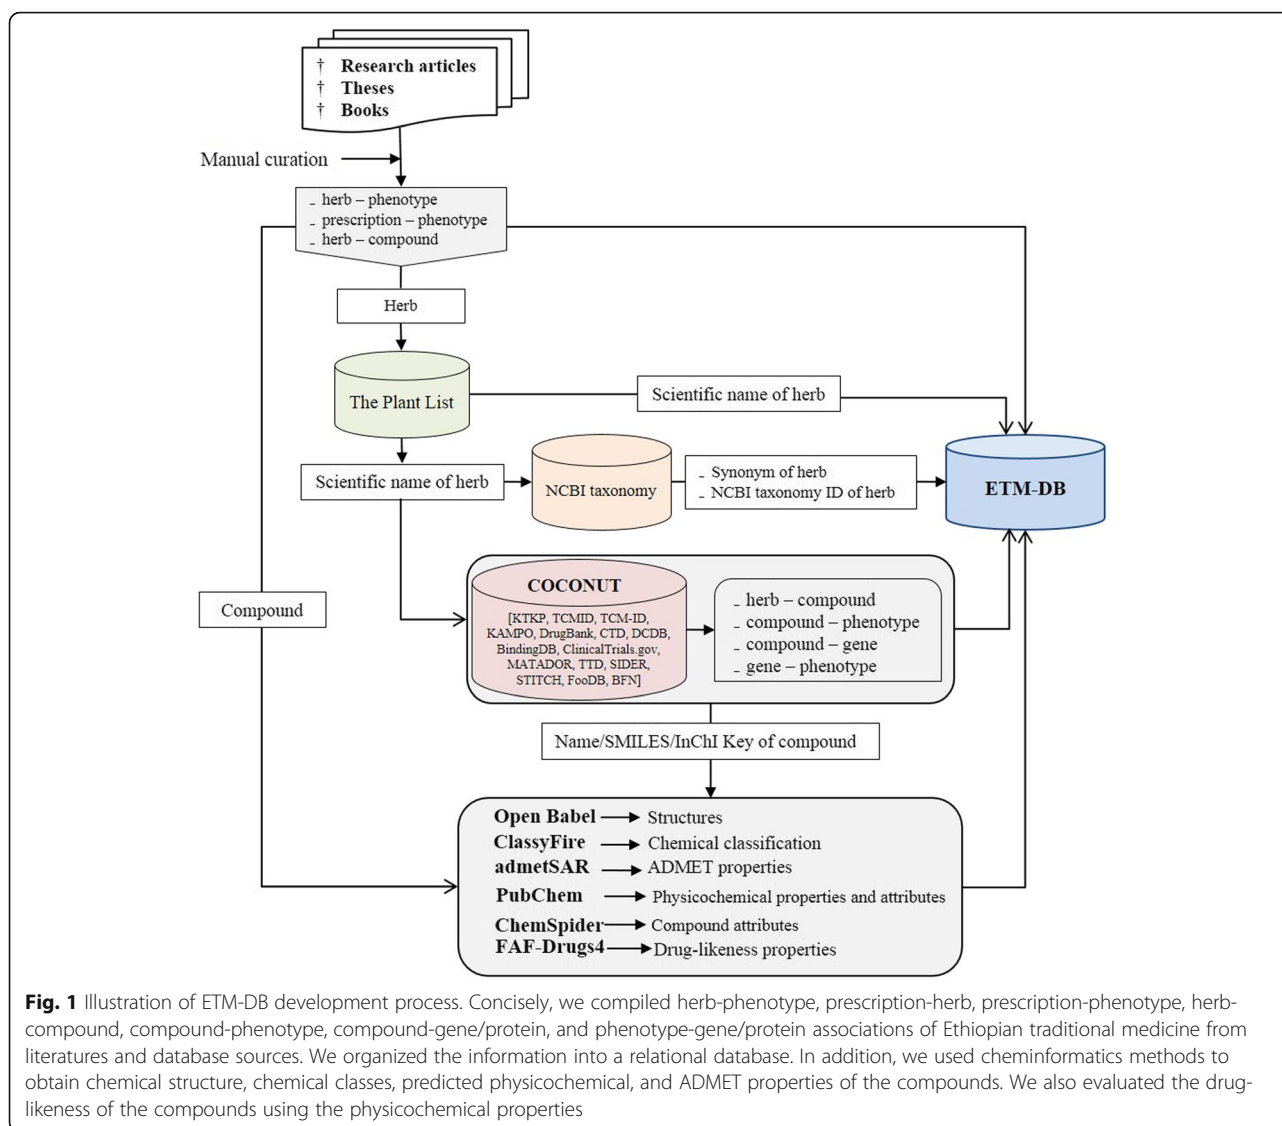 † Research articles
† Theses
† Books
Manual curation
- herb – phenotype
- prescription – phenotype
- herb – compound
Herb
The Plant List
Scientific name of herb
Scientific name of herb
NCBI taxonomy
- Synonym of herb
- NCBI taxonomy ID of herb
ETM-DB
Compound
COCONUT
[KTKP, TCMID, TCM-ID,
KAMPO, DrugBank, CTD, DCDB,
BindingDB, ClinicalTrials.gov,
MATADOR, TTD, SIDER,
STITCH, FooDB, BFN]
- herb – compound
- compound – phenotype
- compound – gene
- gene – phenotype
Name/SMILES/InChI Key of compound
Open Babel Structures
ClassyFire Chemical classification
admetSAR ADMET properties
PubChem Physicochemical properties and attributes
ChemSpider Compound attributes
FAF-Drugs4 Drug-likeness properties
Fig. 1 Illustration of ETM-DB development process. Concisely, we compiled herb-phenotype, prescription-herb, prescription-phenotype, herb-
compound, compound-phenotype, compound-gene/protein, and phenotype-gene/protein associations of Ethiopian traditional medicine from
literatures and database sources. We organized the information into a relational database. In addition, we used cheminformatics methods to
obtain chemical structure, chemical classes, predicted physicochemical, and ADMET properties of the compounds. We also evaluated the drug-
likeness of the compounds using the physicochemical properties